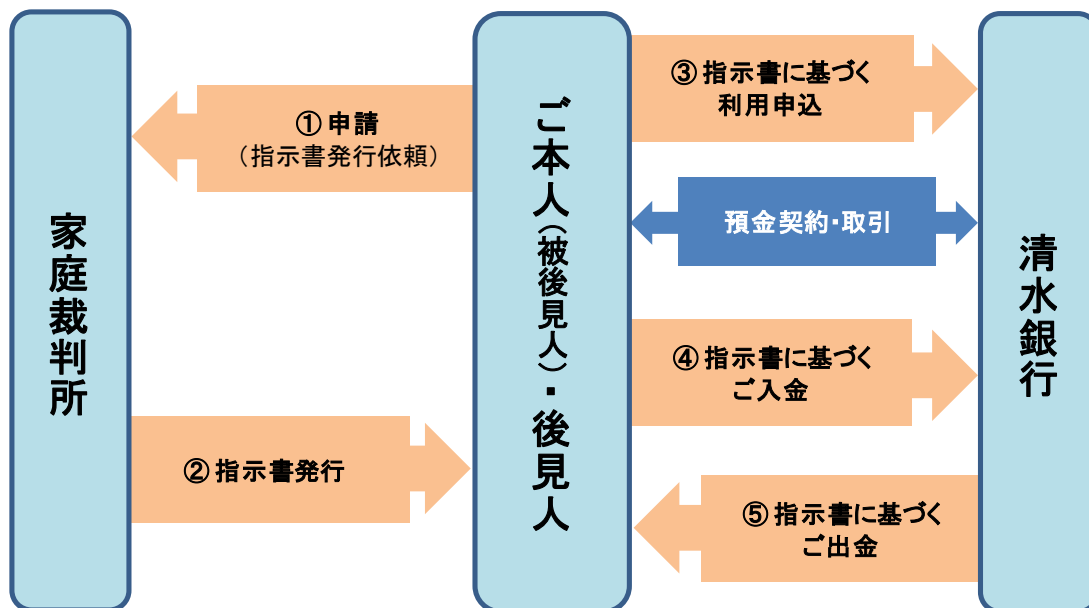 家庭裁判所
① 申請
（指示書発行依頼）
② 指示書発行
ご本人（被後見人）・後見人
③ 指示書に基づく
利用申込
預金契約・取引
④ 指示書に基づく
ご入金
⑤ 指示書に基づく
ご出金
清水銀行